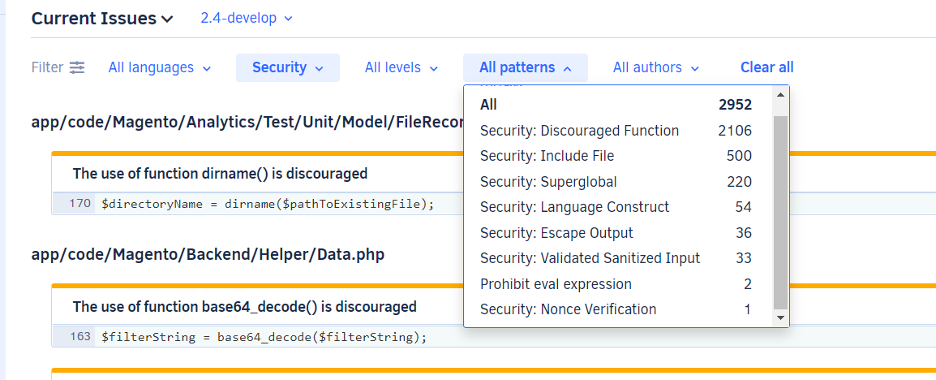 Current Issues 2.4-develop
Filter All languages Security All levels All patterns All authors Clear all
All 2952
Security: Discouraged Function 2106
Security: Include File 500
Security: Superglobal 220
Security: Language Construct 54
Security: Escape Output 36
Security: Validated Sanitized Input 33
Prohibit eval expression 2
Security: Nonce Verification 1
app/code/Magento/Analytics/Test/Unit/Model/FileRecor
The use of function dirname() is discouraged
170 $directoryName = dirname($pathToExistingFile);
app/code/Magento/Backend/Helper/Data.php
The use of function base64_decode() is discouraged
163 $filterString = base64_decode($filterString);